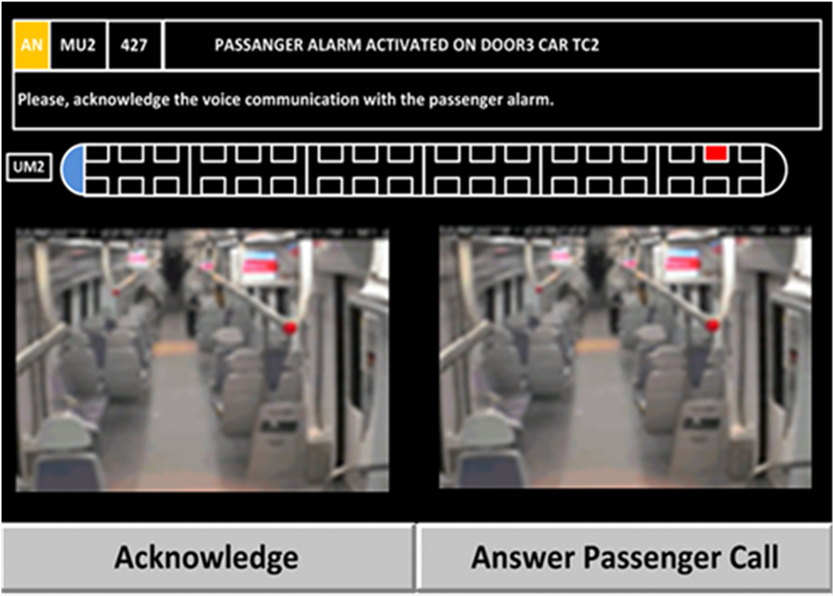 AN MU2 427 PASSANGER ALARM ACTIVATED ON DOOR3 CAR TC2
Please, acknowledge the voice communication with the passenger alarm.
UM2
Acknowledge
Answer Passenger Call